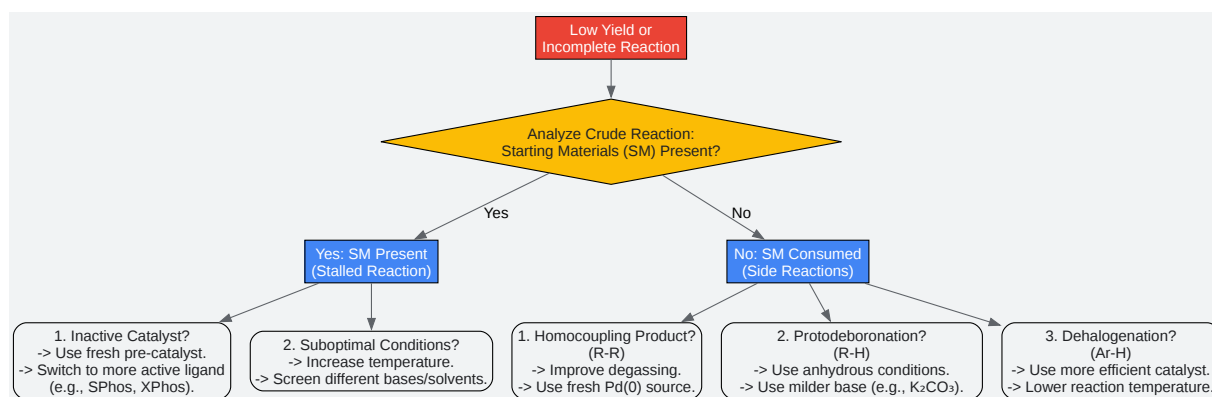 Low Yield or
Incomplete Reaction
Analyze Crude Reaction:
Starting Materials (SM) Present?
Yes
No
Yes: SM Present
(Stalled Reaction)
No: SM Consumed
(Side Reactions)
1. Inactive Catalyst?
-> Use fresh pre-catalyst.
-> Switch to more active ligand
(e.g., SPhos, XPhos).
2. Suboptimal Conditions?
-> Increase temperature.
-> Screen different bases/solvents.
1. Homocoupling Product?
(R-R)
-> Improve degassing.
-> Use fresh Pd(0) source.
2. Protodeboronation?
(R-H)
-> Use anhydrous conditions.
-> Use milder base (e.g., K₂CO₃).
3. Dehalogenation?
(Ar-H)
-> Use more efficient catalyst.
-> Lower reaction temperature.